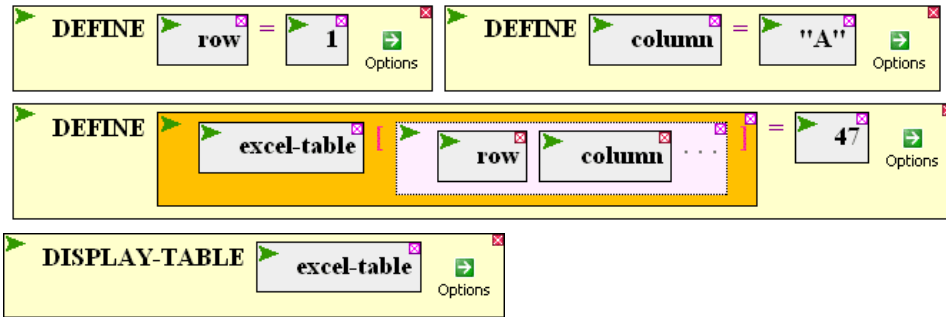 DEFINE row = 1 Options DEFINE column = "A" Options
DEFINE excel-table [ row column ... ] = 47 Options
DISPLAY-TABLE excel-table Options